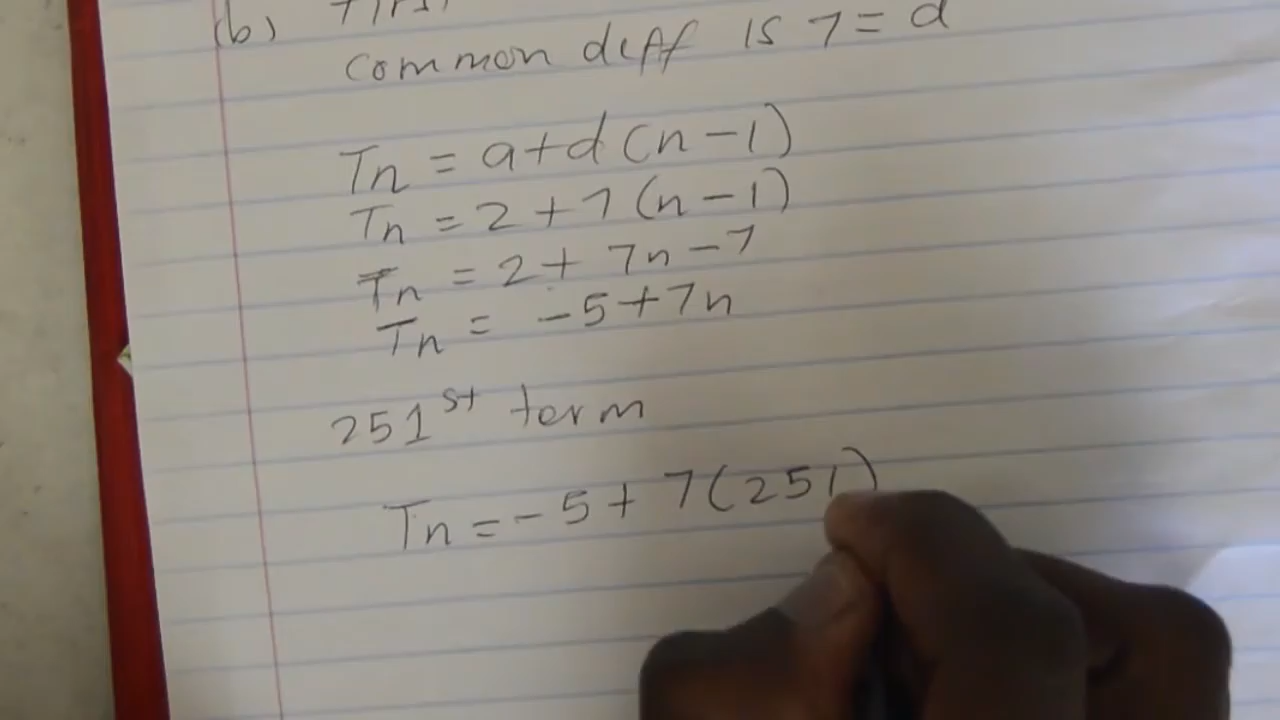 (b) First
common diff is 7 = d
Tn = a+d(n-1)
Tn = 2+7(n-1)
Tn = 2+ 7n-7
Tn = -5+7n
251st term
Tn = -5+ 7(251)